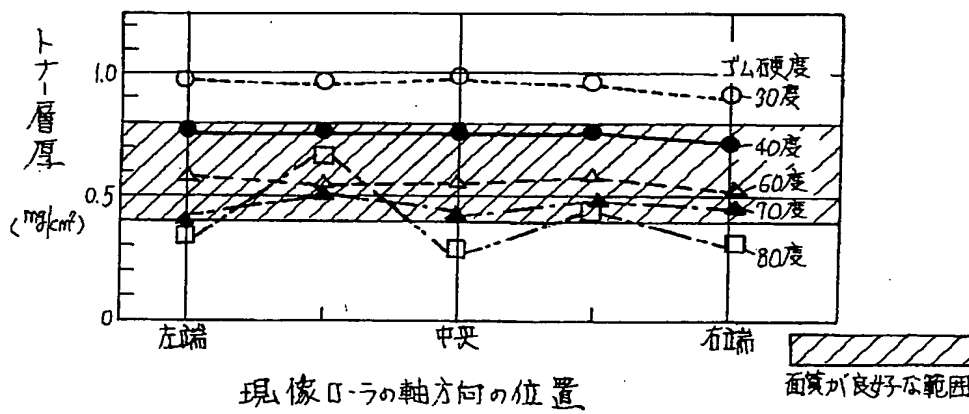 トナー層厚
(mg/cm²)
1.0
0.5
0
ゴム硬度
30度
40度
60度
70度
80度
左端
中央
右端
現像ローラの軸方向の位置
画質が良好な範囲